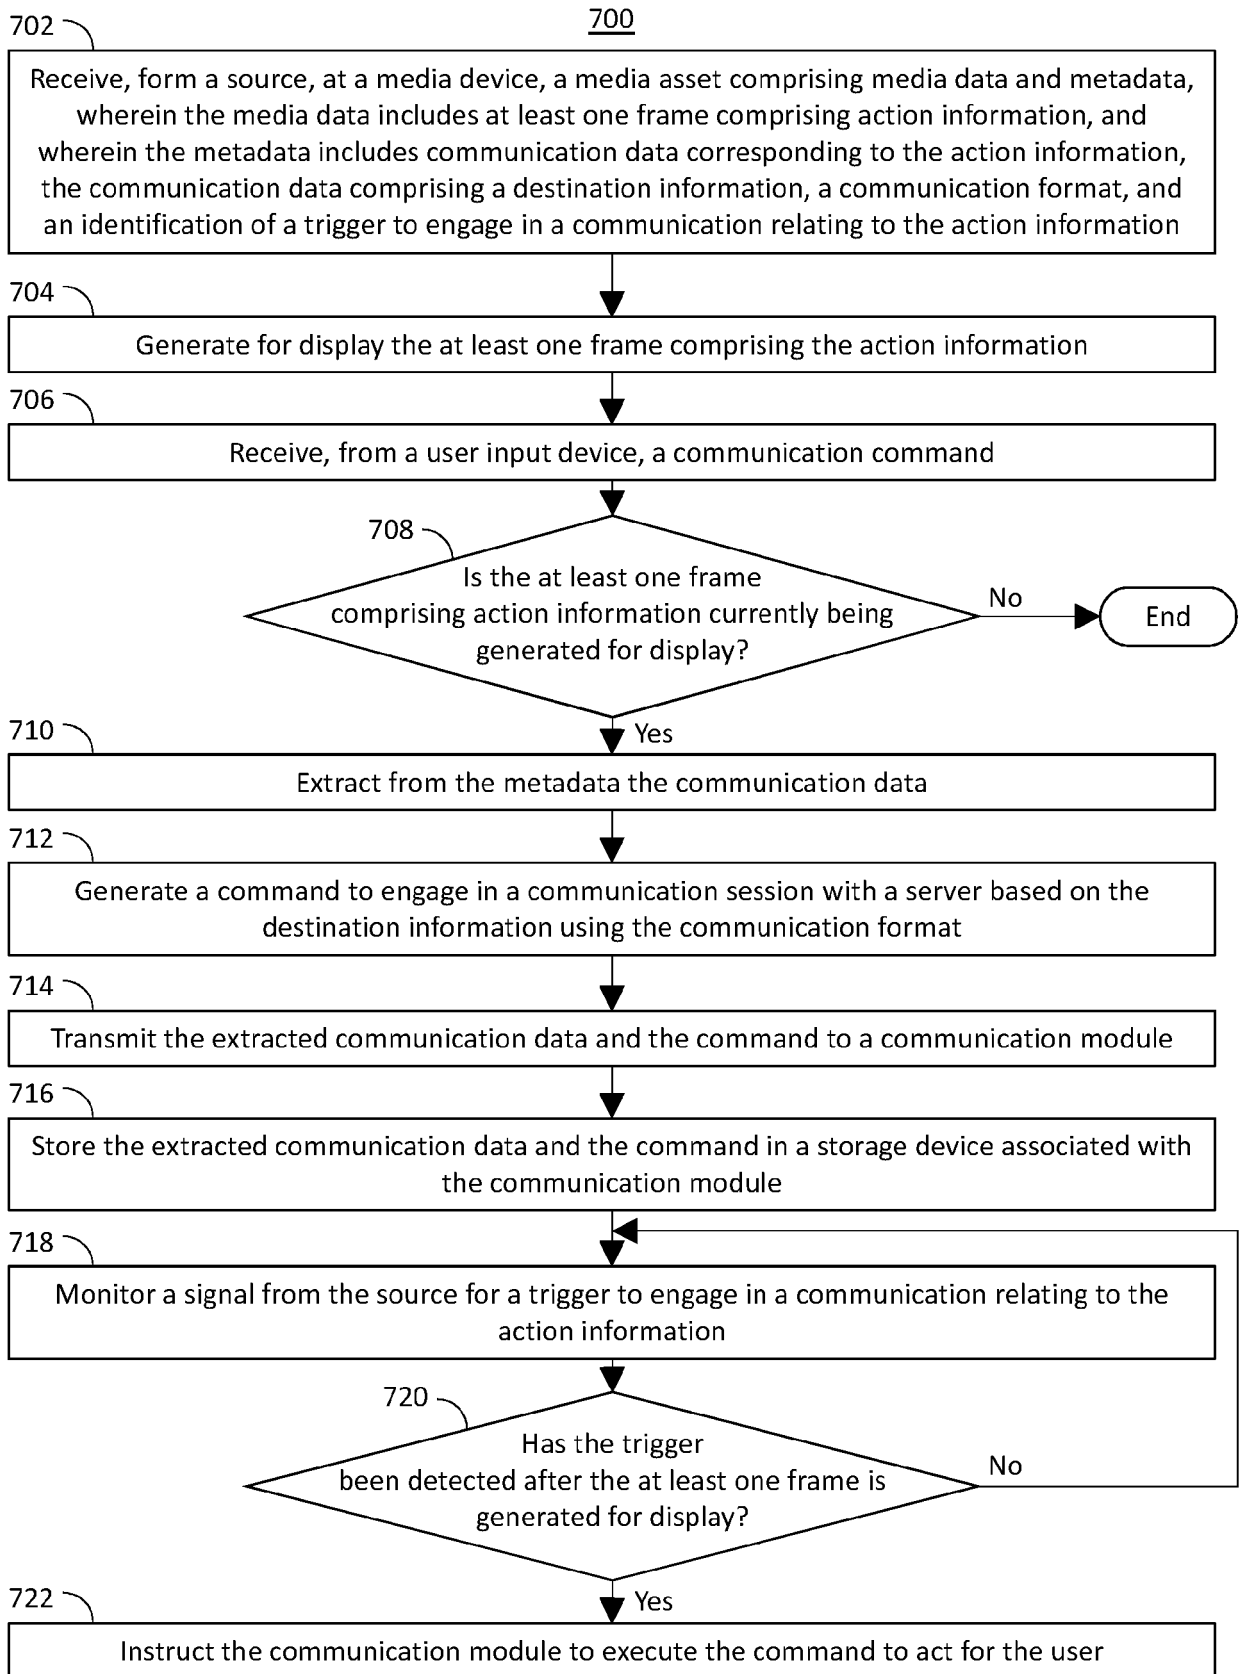 700
702
Receive, form a source, at a media device, a media asset comprising media data and metadata,
wherein the media data includes at least one frame comprising action information, and
wherein the metadata includes communication data corresponding to the action information,
the communication data comprising a destination information, a communication format, and
an identification of a trigger to engage in a communication relating to the action information
704
Generate for display the at least one frame comprising the action information
706
Receive, from a user input device, a communication command
708
Is the at least one frame
comprising action information currently being
generated for display?
No
End
Yes
710
Extract from the metadata the communication data
712
Generate a command to engage in a communication session with a server based on the
destination information using the communication format
714
Transmit the extracted communication data and the command to a communication module
716
Store the extracted communication data and the command in a storage device associated with
the communication module
718
Monitor a signal from the source for a trigger to engage in a communication relating to the
action information
720
Has the trigger
been detected after the at least one frame is
generated for display?
No
Yes
722
Instruct the communication module to execute the command to act for the user